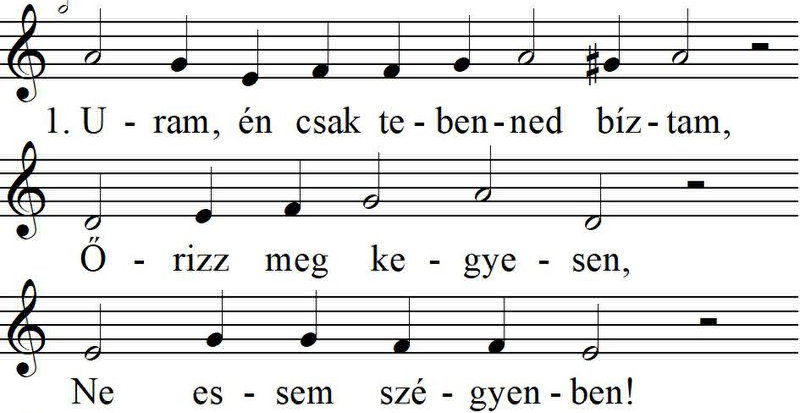 1. U - ram, én csak te - ben - ned bíz - tam,
Ő - rizz meg ke - gye - sen,
Ne es - sem szé - gyen - ben!